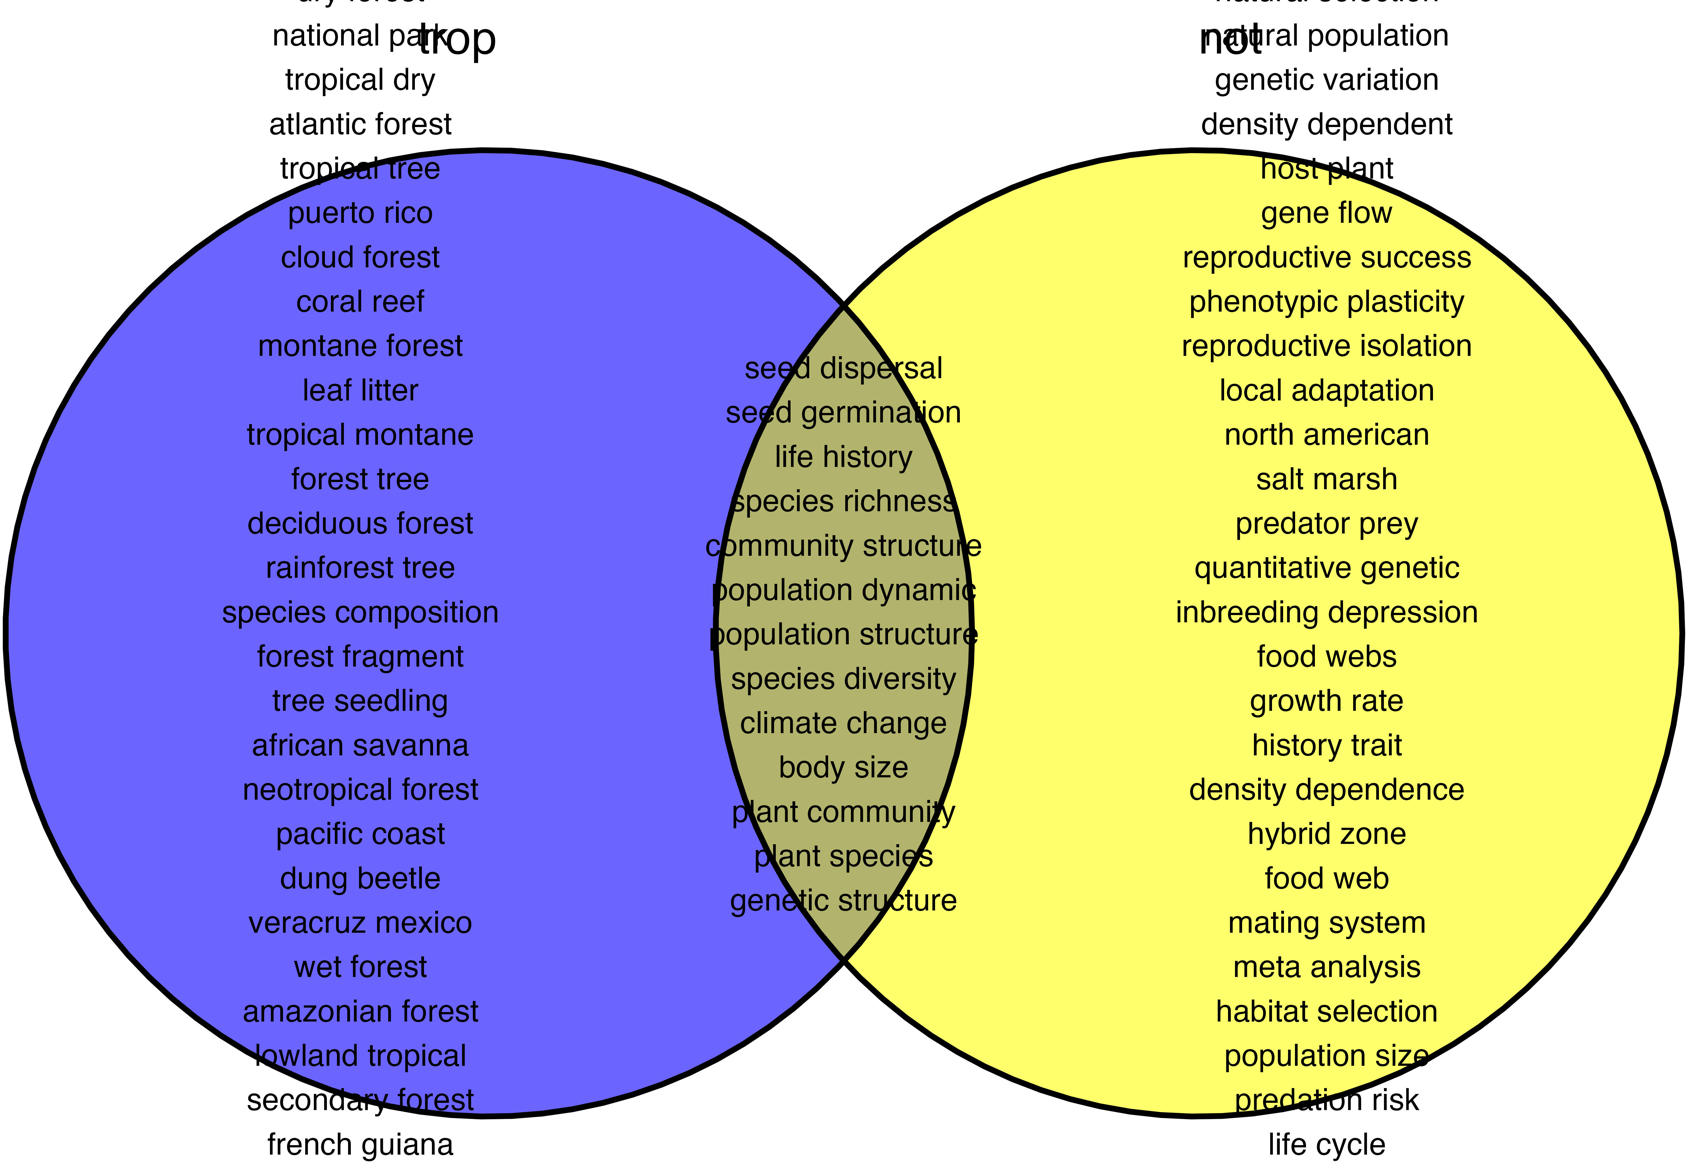 dry forest
national park
trop
tropical dry
atlantic forest
tropical tree
puerto rico
cloud forest
coral reef
montane forest
leaf litter
tropical montane
forest tree
deciduous forest
rainforest tree
species composition
forest fragment
tree seedling
african savanna
neotropical forest
pacific coast
dung beetle
veracruz mexico
wet forest
amazonian forest
lowland tropical
secondary forest
french guiana
seed dispersal
seed germination
life history
species richness
community structure
population dynamic
population structure
species diversity
climate change
body size
plant community
plant species
genetic structure
natural selection
not
natural population
genetic variation
density dependent
host plant
gene flow
reproductive success
phenotypic plasticity
reproductive isolation
local adaptation
north american
salt marsh
predator prey
quantitative genetic
inbreeding depression
food webs
growth rate
history trait
density dependence
hybrid zone
food web
mating system
meta analysis
habitat selection
population size
predation risk
life cycle